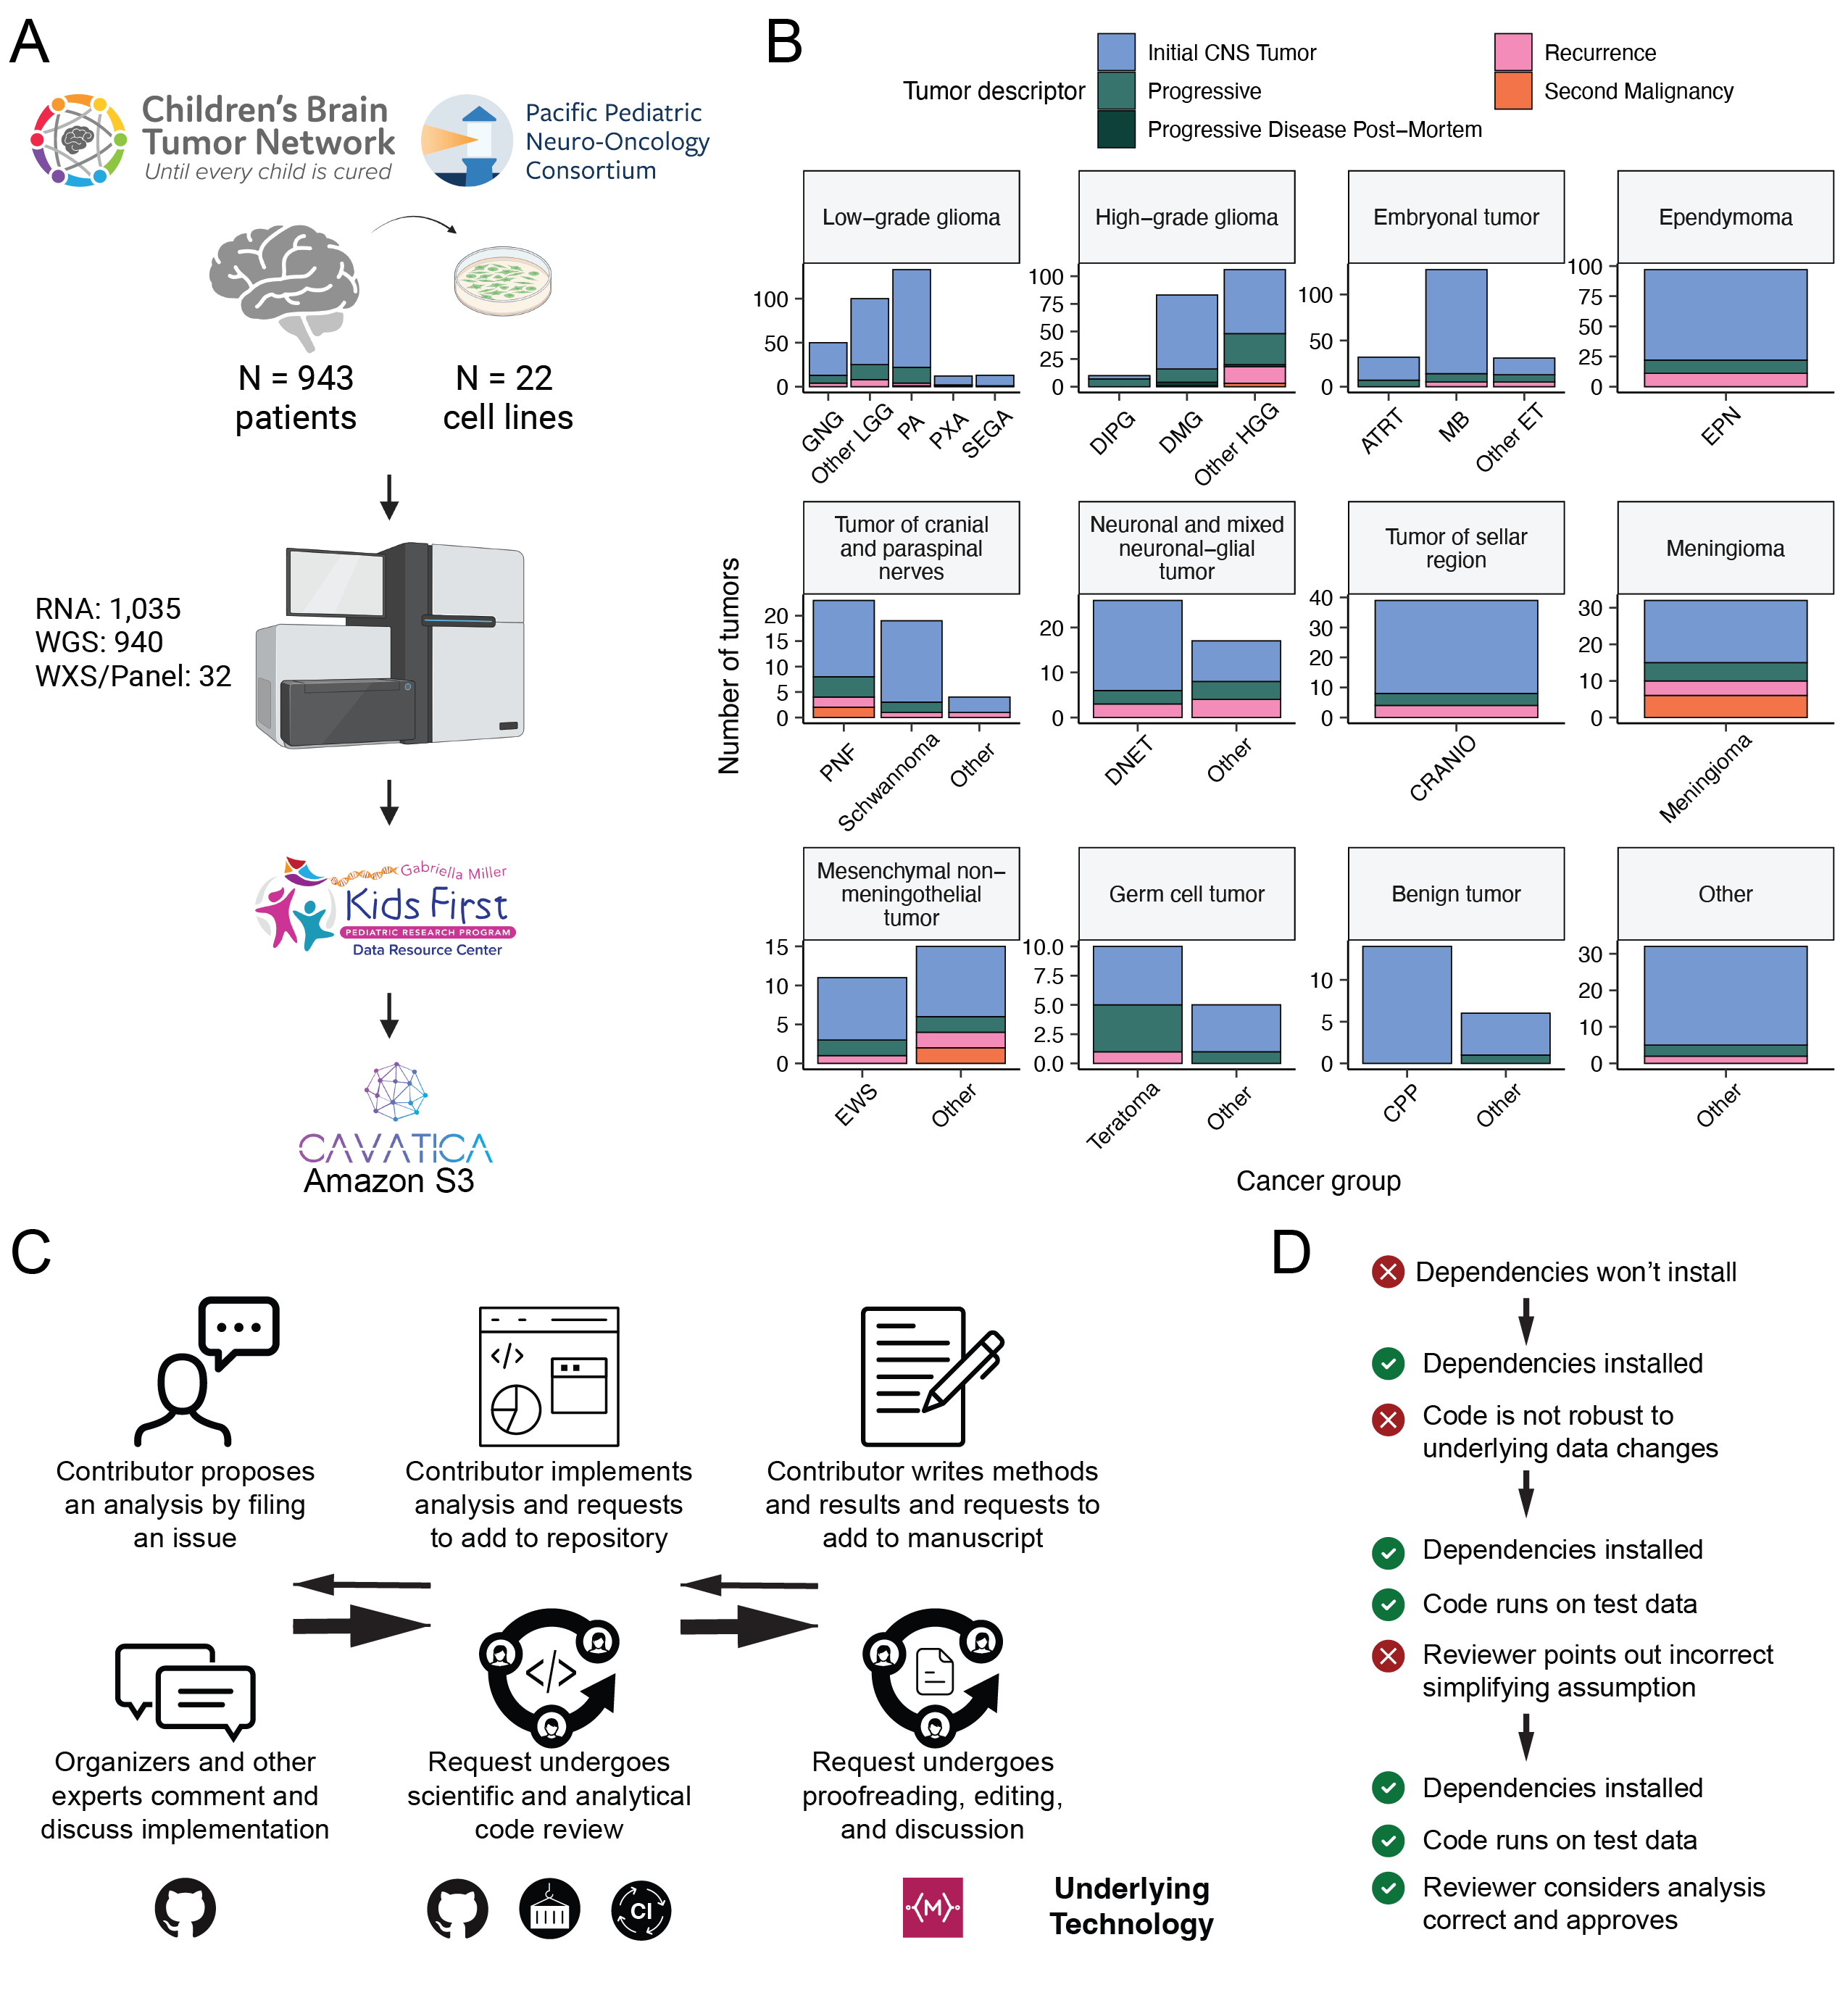 A
Children's Brain
Tumor Network
Until every child is cured
Pacific Pediatric
Neuro-Oncology
Consortium
N = 943
patients
N = 22
cell lines
RNA: 1,035
WGS: 940
WXS/Panel: 32
Gabriella Miller
Kids First
PEDIATRIC RESEARCH PROGRAM
Data Resource Center
CAVATICA
Amazon S3
B
Tumor descriptor
Initial CNS Tumor
Progressive
Progressive Disease Post−Mortem
Recurrence
Second Malignancy
Number of tumors
Low−grade glioma
100
50
0
GNG
Other LGG
PA
PXA
SEGA
High−grade glioma
100
75
50
25
0
DIPG
DMG
Other HGG
Embryonal tumor
100
50
0
ATRT
MB
Other ET
Ependymoma
100
75
50
25
0
EPN
Tumor of cranial
and paraspinal
nerves
20
15
10
5
0
PNF
Schwannoma
Other
Neuronal and mixed
neuronal−glial
tumor
20
10
0
DNET
Other
Tumor of sellar
region
40
30
20
10
0
CRANIO
Meningioma
30
20
10
0
Meningioma
Mesenchymal non−
meningothelial
tumor
15
10
5
0
EWS
Other
Germ cell tumor
10.0
7.5
5.0
2.5
0.0
Teratoma
Other
Benign tumor
10
5
0
CPP
Other
Other
30
20
10
0
Other
Cancer group
C
Contributor proposes
an analysis by filing
an issue
Contributor implements
analysis and requests
to add to repository
Contributor writes methods
and results and requests to
add to manuscript
Organizers and other
experts comment and
discuss implementation
Request undergoes
scientific and analytical
code review
Request undergoes
proofreading, editing,
and discussion
CI
M
Underlying
Technology
D
Dependencies won't install
Dependencies installed
Code is not robust to
underlying data changes
Dependencies installed
Code runs on test data
Reviewer points out incorrect
simplifying assumption
Dependencies installed
Code runs on test data
Reviewer considers analysis
correct and approves